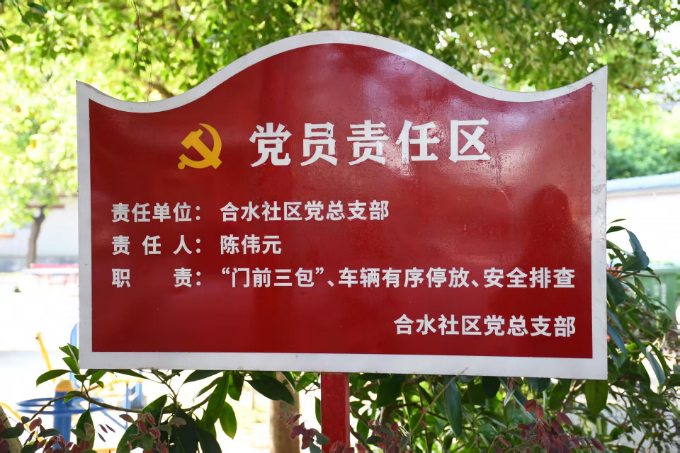 党员责任区
责任单位：合水社区党总支部
责任人：陈伟元
职责：“门前三包”、车辆有序停放、安全排查
合水社区党总支部